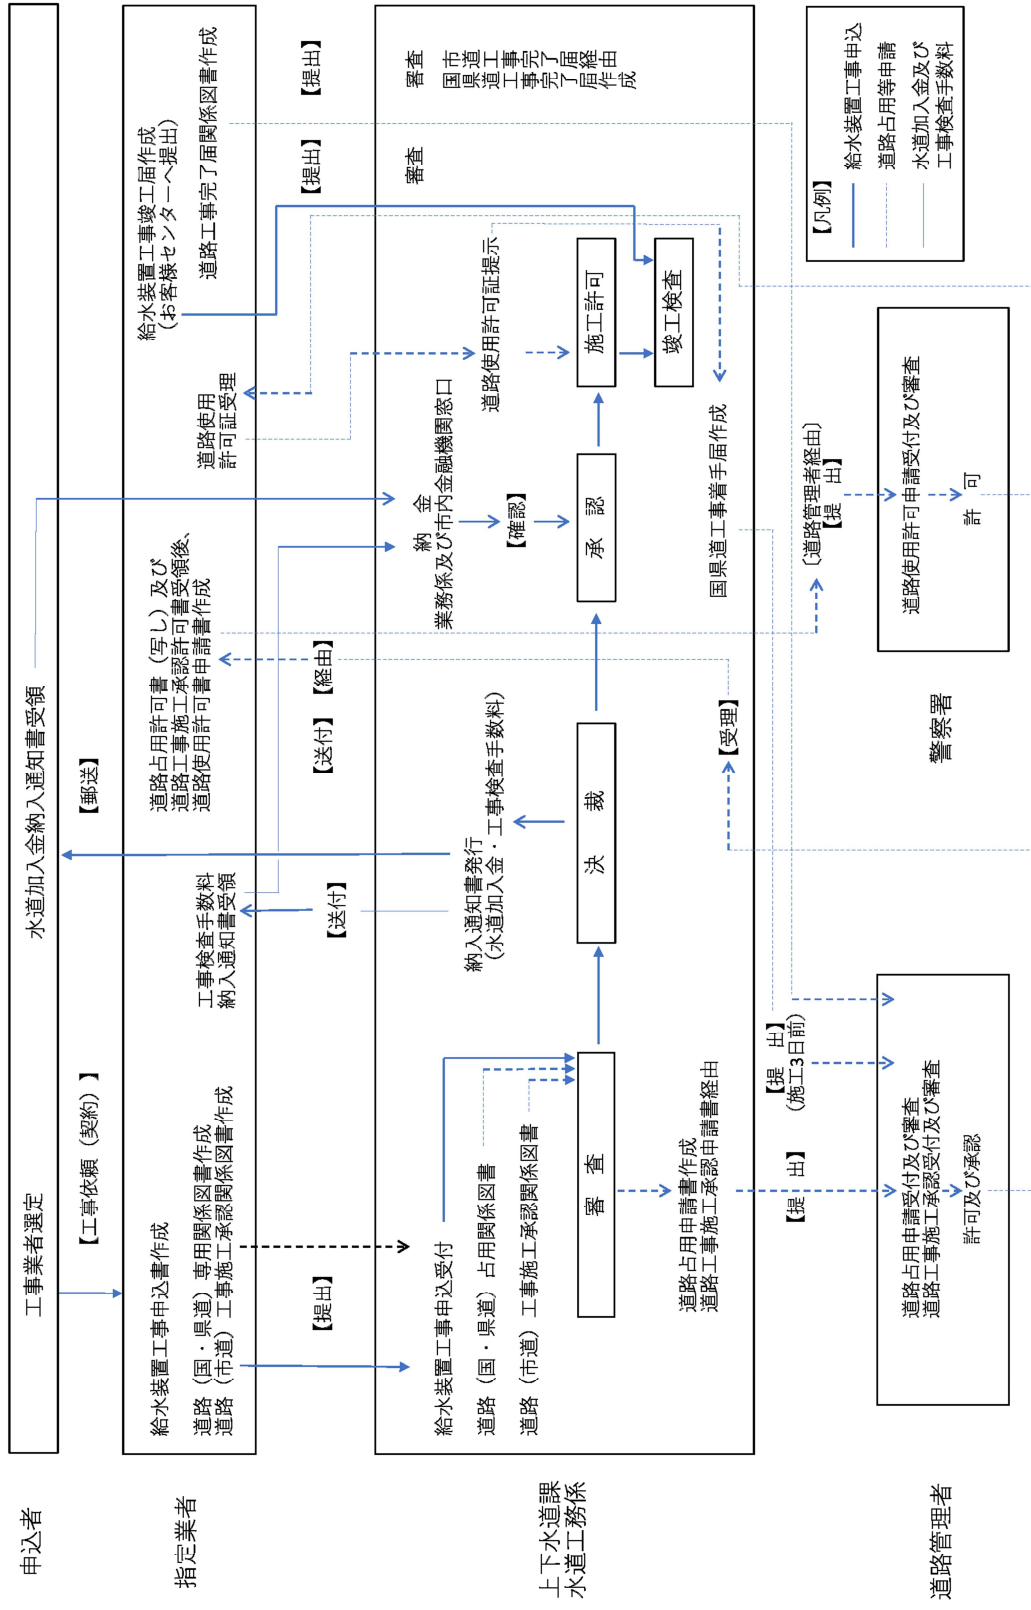 申込者
工事業者選定
水道加入金納入通知書受領
【工事依頼（契約）】
【郵送】
指定業者
給水装置工事申込書作成
道路（国・県道）専用関係図書作成
道路（市道）工事施工承認関係図書作成
工事検査手数料
納入通知書受領
道路占用許可書（写し）及び
道路工事施工承認許可書受領後、
道路使用許可書申請書作成
道路使用
許可証受理
給水装置工事竣工届作成
（お客様センターへ提出）
道路工事完了届関係図書作成
【提出】
【送付】
【送付】
【経由】
【提出】
【提出】
上下水道課
水道工務係
給水装置工事申込受付
道路（国・県道）占用関係図書
道路（市道）工事施工承認関係図書
審査
道路占用申請書作成
道路工事施工承認申請書経由
納入通知書発行
（水道加入金・工事検査手数料）
決裁
【受理】
納金
業務係及び市内金融機関窓口
【確認】
承認
国県道工事着手届作成
道路使用許可証提示
施工許可
竣工検査
審査
審査
市道工事完了届経由
国県道工事完了届作成
【提出】
【提出】
（施工3日前）
（道路管理者経由）
【提出】
道路管理者
道路占用申請受付及び審査
道路工事施工承認受付及び審査
許可及び承認
警察署
道路使用許可申請受付及び審査
許可
【凡例】
給水装置工事申込
道路占用等申請
水道加入金及び
工事検査手数料